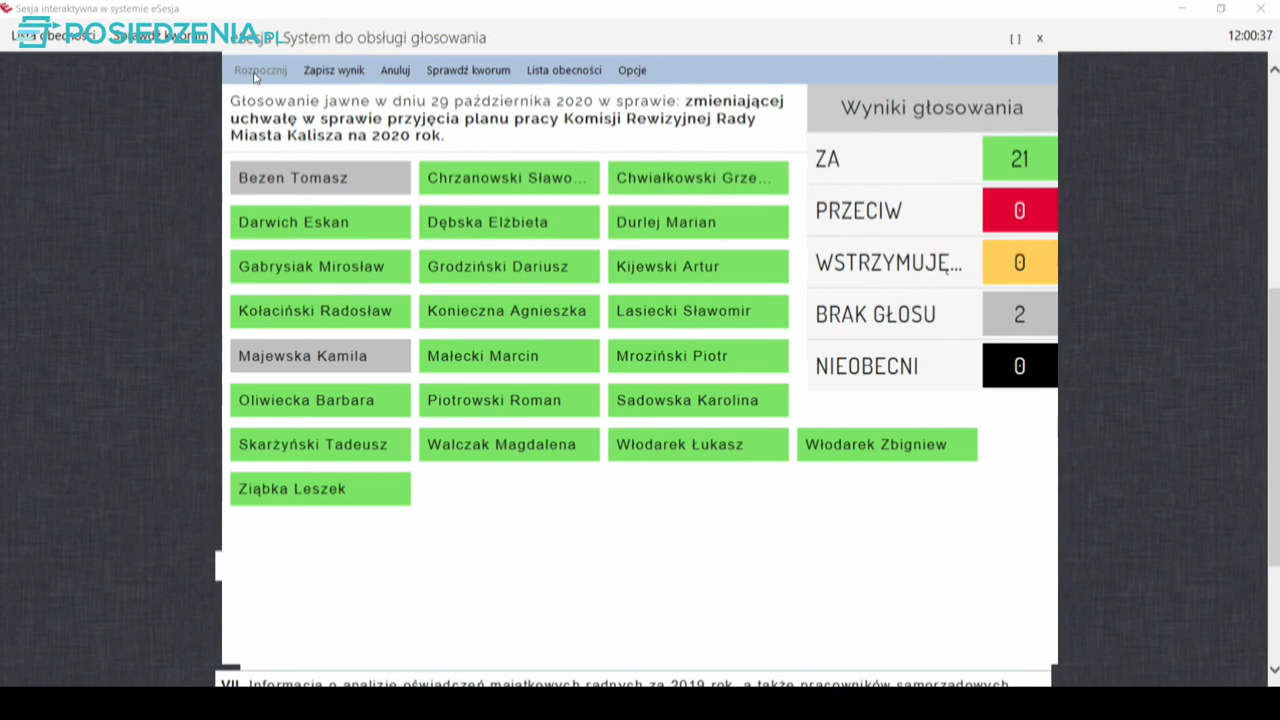 Sesja interaktywna w systemie eSesja
POSIEDZENIA.PL
System do obsługi głosowania
[ ] x
12:00:37
Rozpocznij Zapisz wynik Anuluj Sprawdź kworum Lista obecności Opcje
Głosowanie jawne w dniu 29 października 2020 w sprawie: zmieniającej
uchwałę w sprawie przyjęcia planu pracy Komisji Rewizyjnej Rady
Miasta Kalisza na 2020 rok.
Wyniki głosowania
ZA 21
PRZECIW 0
WSTRZYMUJĘ... 0
BRAK GŁOSU 2
NIEOBECNI 0
Bezen Tomasz Chrzanowski Sławo... Chwiałkowski Grze...
Darwich Eskan Dębska Elżbieta Durlej Marian
Gabrysiak Mirosław Grodziński Dariusz Kijewski Artur
Kołaciński Radosław Konieczna Agnieszka Lasiecki Sławomir
Majewska Kamila Małecki Marcin Mroziński Piotr
Oliwiecka Barbara Piotrowski Roman Sadowska Karolina
Skarżyński Tadeusz Walczak Magdalena Włodarek Łukasz Włodarek Zbigniew
Ziąbka Leszek
VII. Informacja o analizie oświadczeń majątkowych radnych za 2019 rok, a także pracowników samorządowych